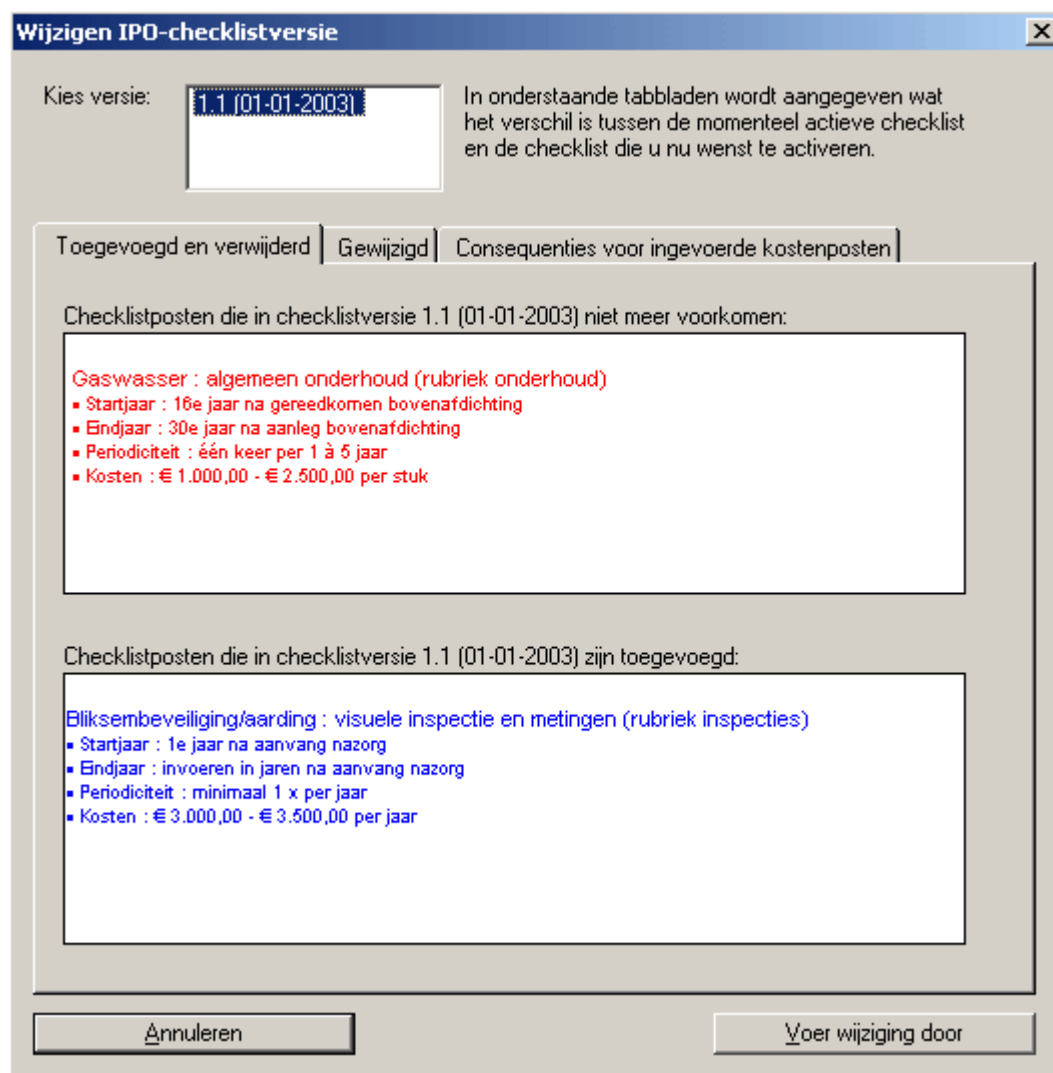 Wijzigen IPO-checklistversie
Kies versie:
1.1 (01-01-2003)
In onderstaande tabbladen wordt aangegeven wat
het verschil is tussen de momenteel actieve checklist
en de checklist die u nu wenst te activeren.
Toegevoegd en verwijderd
Gewijzigd
Consequenties voor ingevoerde kostenposten
Checklistposten die in checklistversie 1.1 (01-01-2003) niet meer voorkomen:
Gaswasser : algemeen onderhoud (rubriek onderhoud)
▪ Startjaar : 16e jaar na gereedkomen bovenafdichting
▪ Eindjaar : 30e jaar na aanleg bovenafdichting
▪ Periodiciteit : één keer per 1 à 5 jaar
▪ Kosten : € 1.000,00 - € 2.500,00 per stuk
Checklistposten die in checklistversie 1.1 (01-01-2003) zijn toegevoegd:
Bliksembeveiliging/aarding : visuele inspectie en metingen (rubriek inspecties)
▪ Startjaar : 1e jaar na aanvang nazorg
▪ Eindjaar : invoeren in jaren na aanvang nazorg
▪ Periodiciteit : minimaal 1 x per jaar
▪ Kosten : € 3.000,00 - € 3.500,00 per jaar
Annuleren
Voer wijziging door